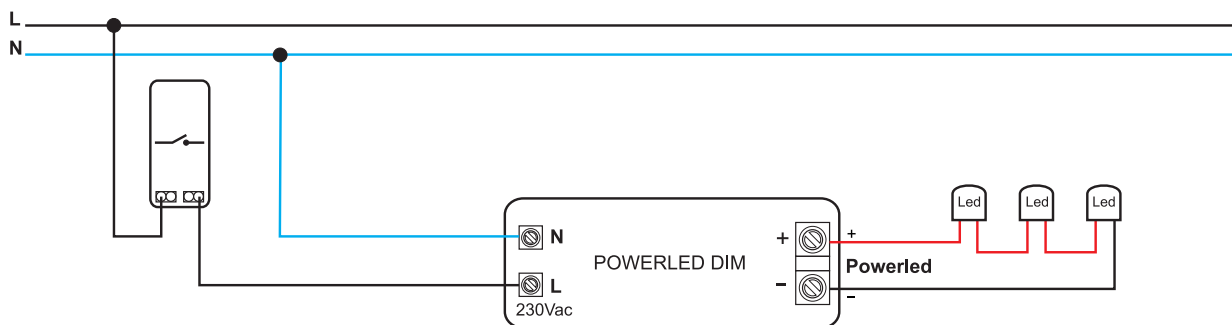 L
N
Led Led Led
N
+ +
POWERLED DIM
Powerled
L
- -
230Vac